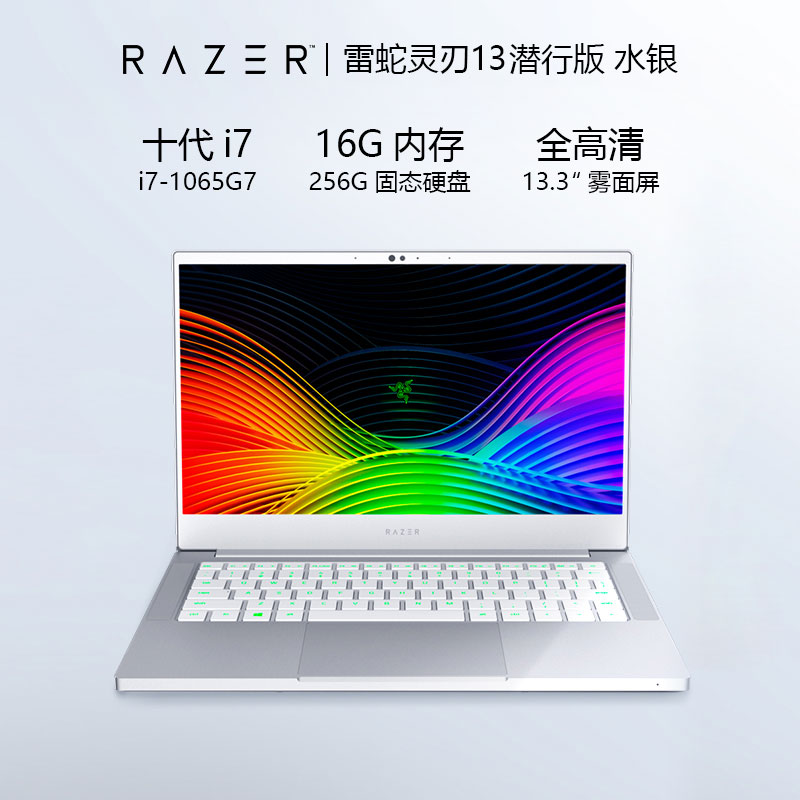 RAZER™ | 雷蛇灵刃13潜行版 水银
十代 i7 16G 内存 全高清
i7-1065G7 256G 固态硬盘 13.3“ 雾面屏
RAZER